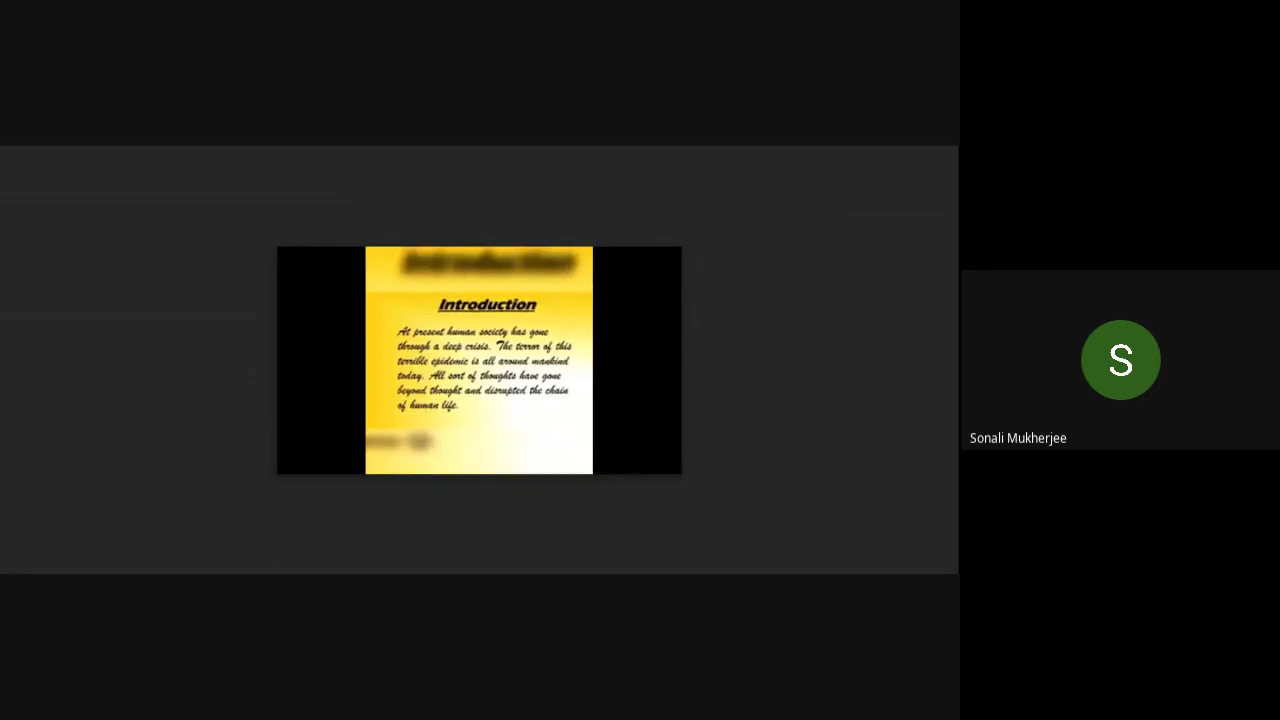 Introduction
Introduction
At present human society has gone
through a deep crisis. The terror of this
terrible epidemic is all around mankind
today. All sort of thoughts have gone
beyond thought and disrupted the chain
of human life.
S
Sonali Mukherjee